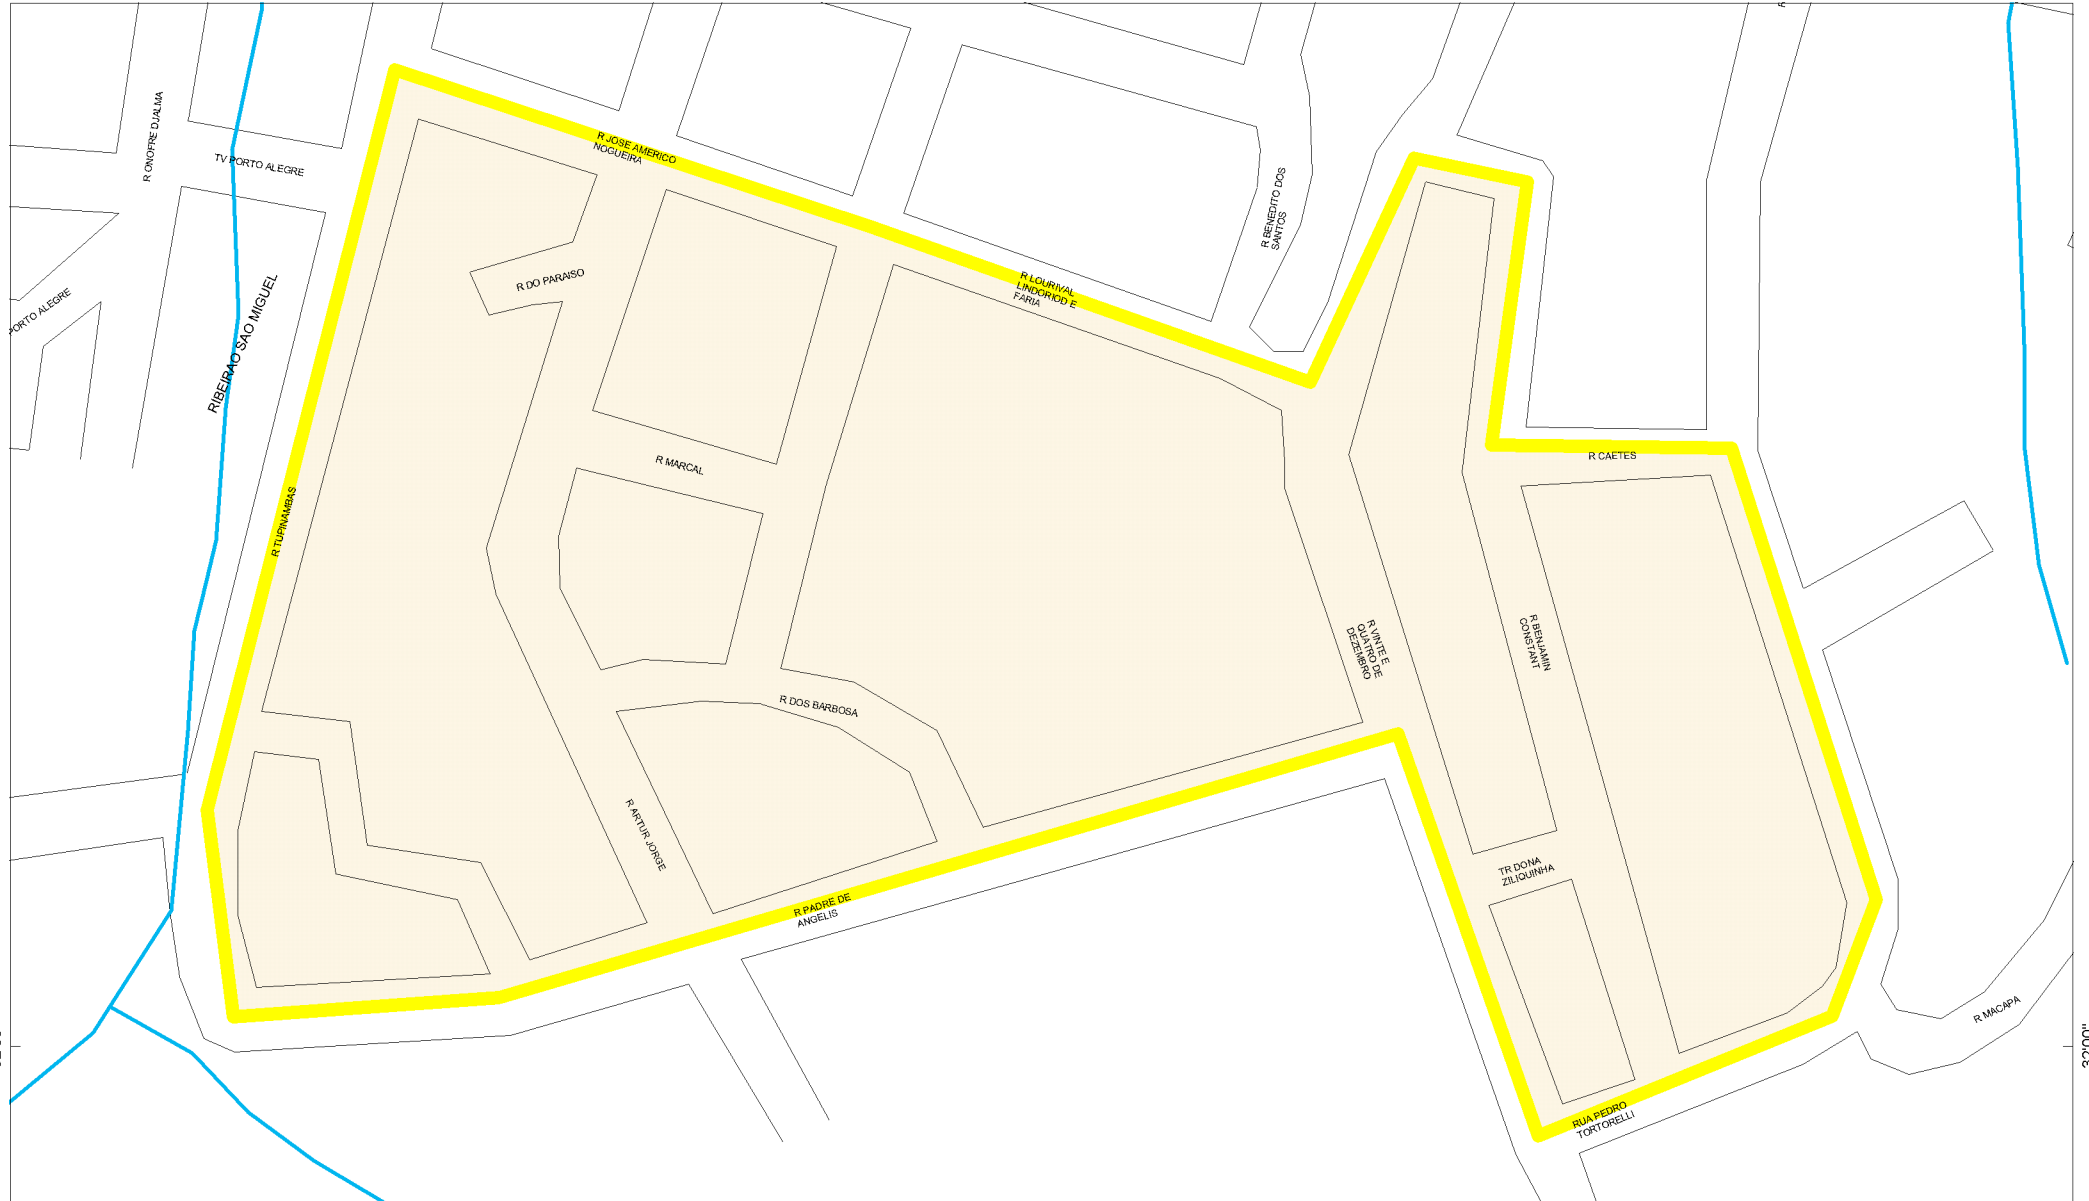 R ONOFRE DJALMA
TV PORTO ALEGRE
R JOSE AMERICO
NOGUEIRA
R BENEDITO DOS
SANTOS
R DO PARAISO
R LOURIVAL
LINDORIOD E
FARIA
PORTO ALEGRE
RIBEIRAO SAO MIGUEL
R MARCAL
R CAETES
R TUPINAMBAS
R VINTE E
QUATRO DE
DEZEMBRO
R BENJAMIN
CONSTANT
R DOS BARBOSA
R ARTUR JORGE
TR DONA
ZILIQUINHA
R PADRE DE
ANGELIS
R MACAPA
32'00"
RUA PEDRO
TORTORELLI